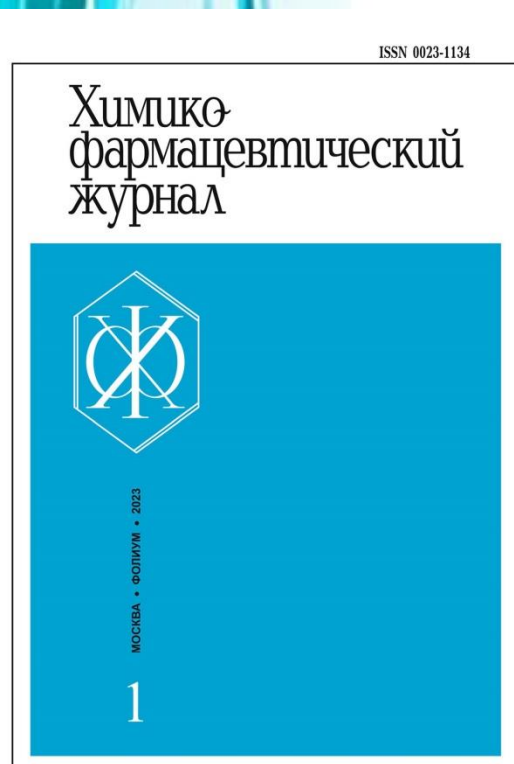 ISSN 0023-1134
Химико-
фармацевтический
журнал
МОСКВА • ФОЛИУМ • 2023
1